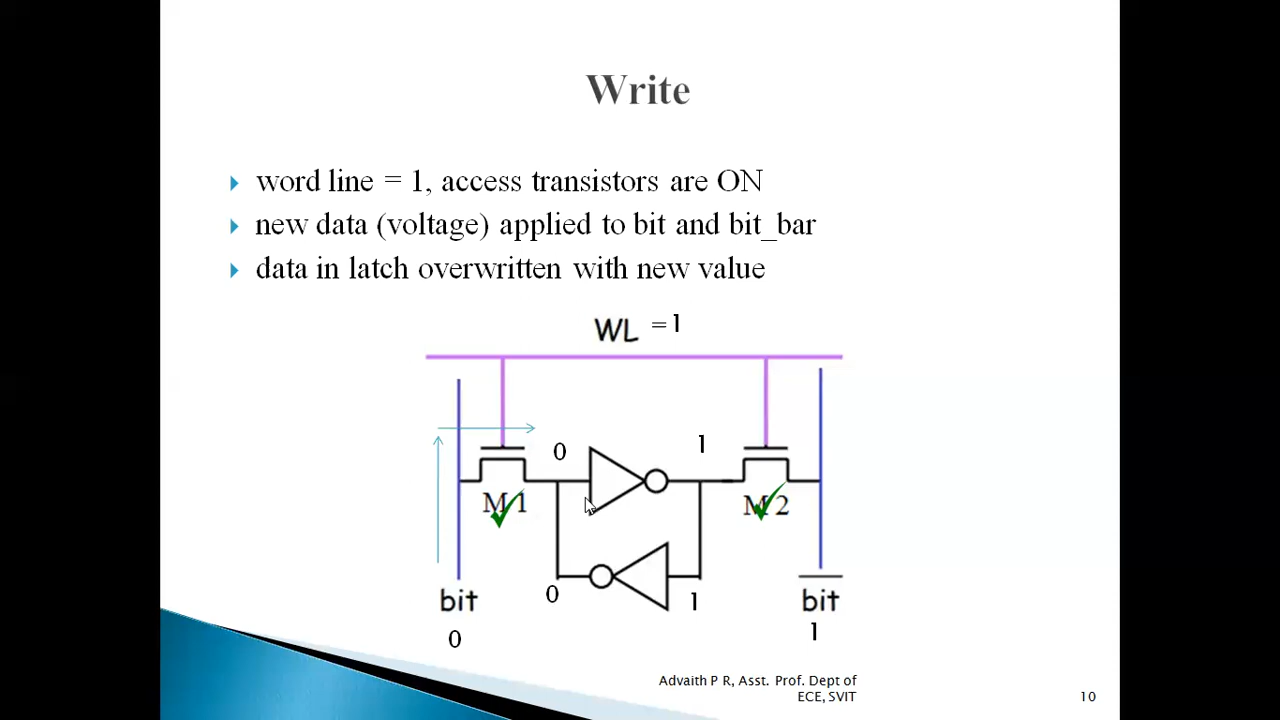 Write
word line = 1, access transistors are ON
new data (voltage) applied to bit and bit_bar
data in latch overwritten with new value
WL = 1
0
1
M 1
M 2
0
1
bit
bit
0
1
Advaith P R, Asst. Prof. Dept of
ECE, SVIT
10